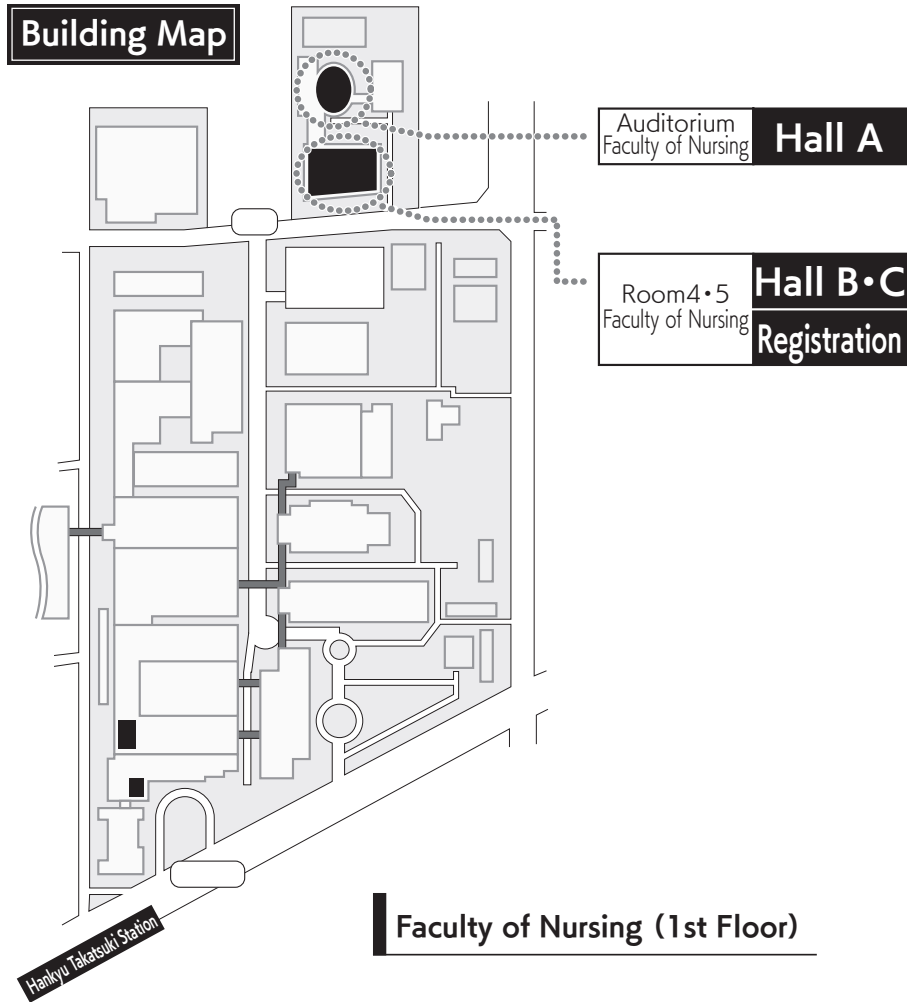 Building Map
Auditorium
Faculty of Nursing
Hall A
Room4・5
Faculty of Nursing
Hall B・C
Registration
Hankyu Takatsuki Station
Faculty of Nursing (1st Floor)